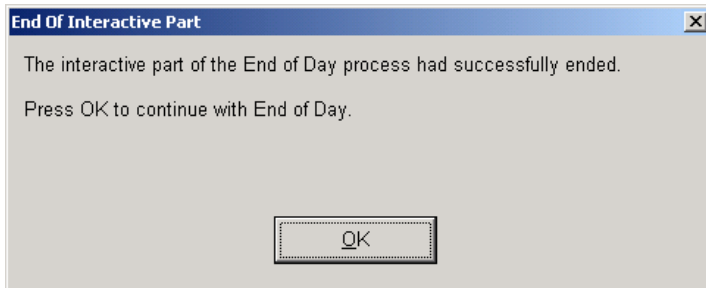 End Of Interactive Part
The interactive part of the End of Day process had successfully ended.
Press OK to continue with End of Day.
OK